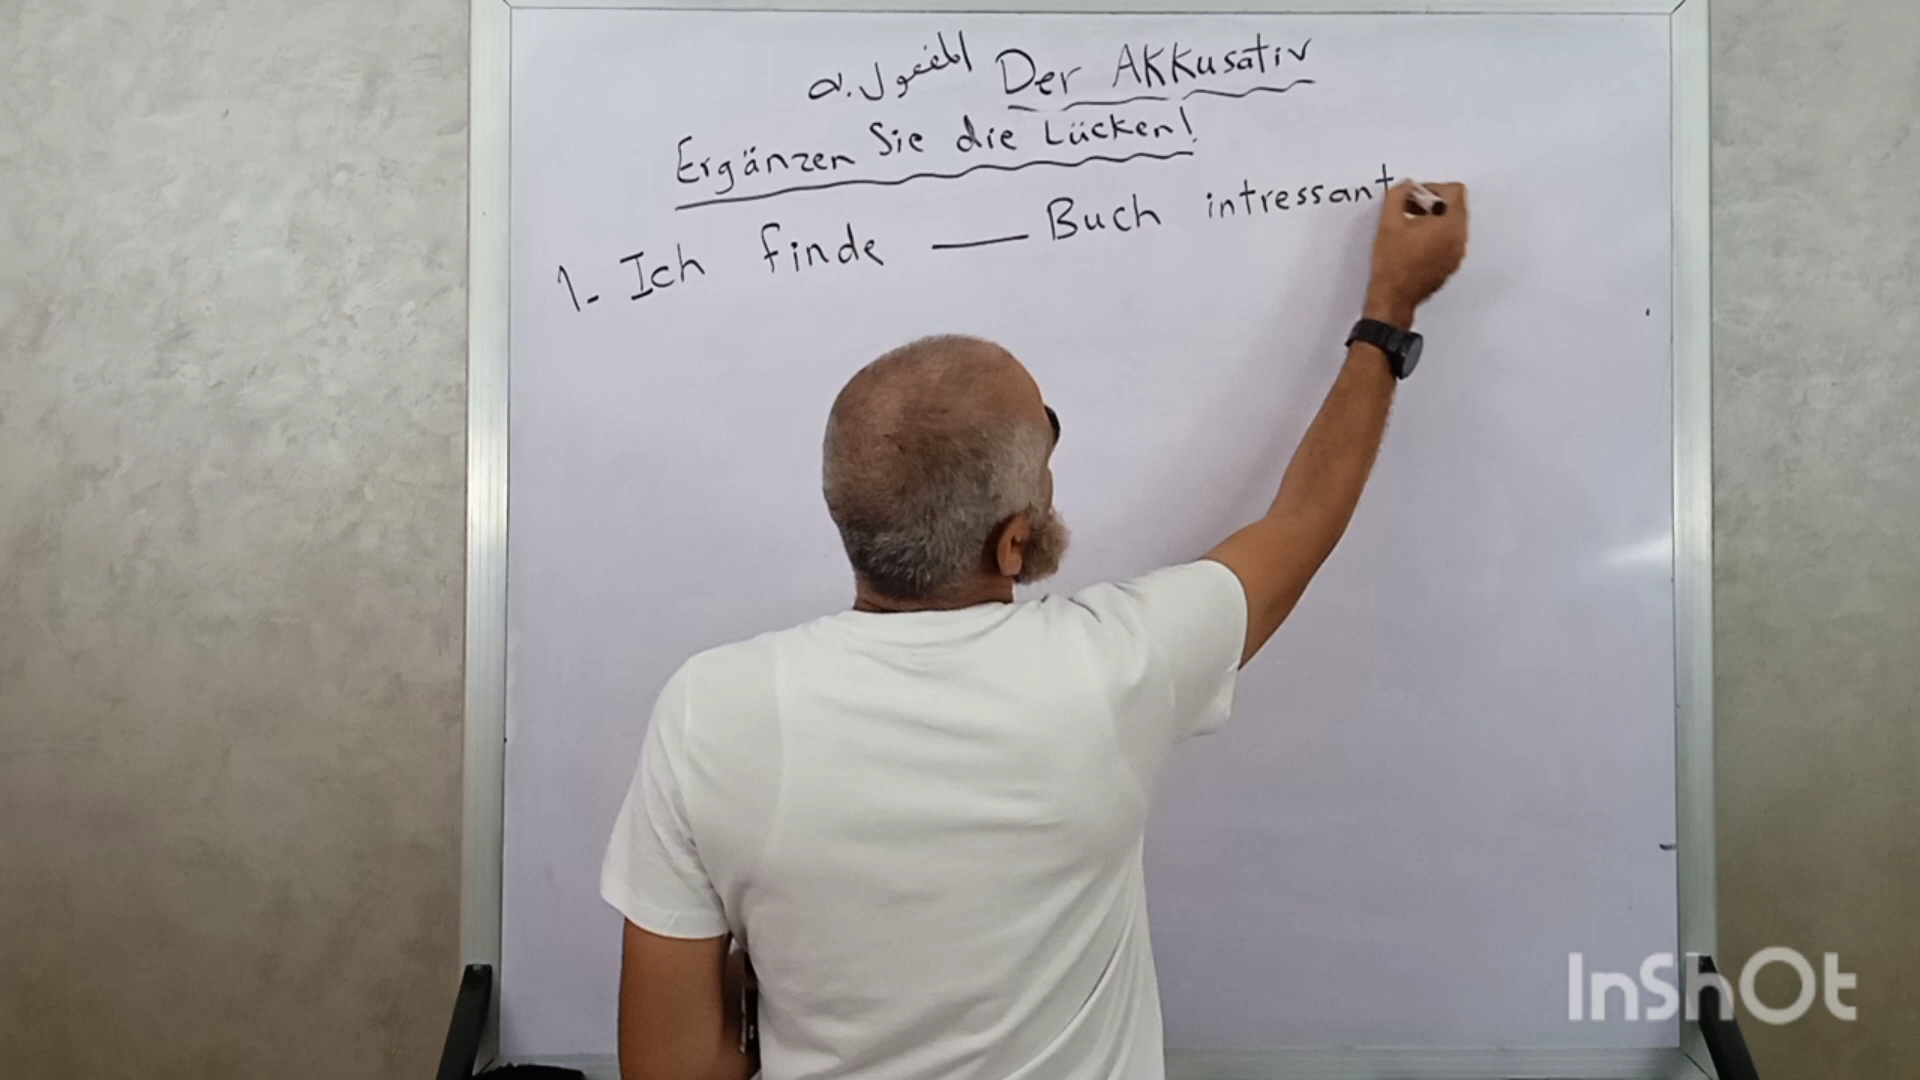 Der Akkusativ المفعول به
Ergänzen Sie die Lücken!
1- Ich finde ___ Buch intressant
InShOt